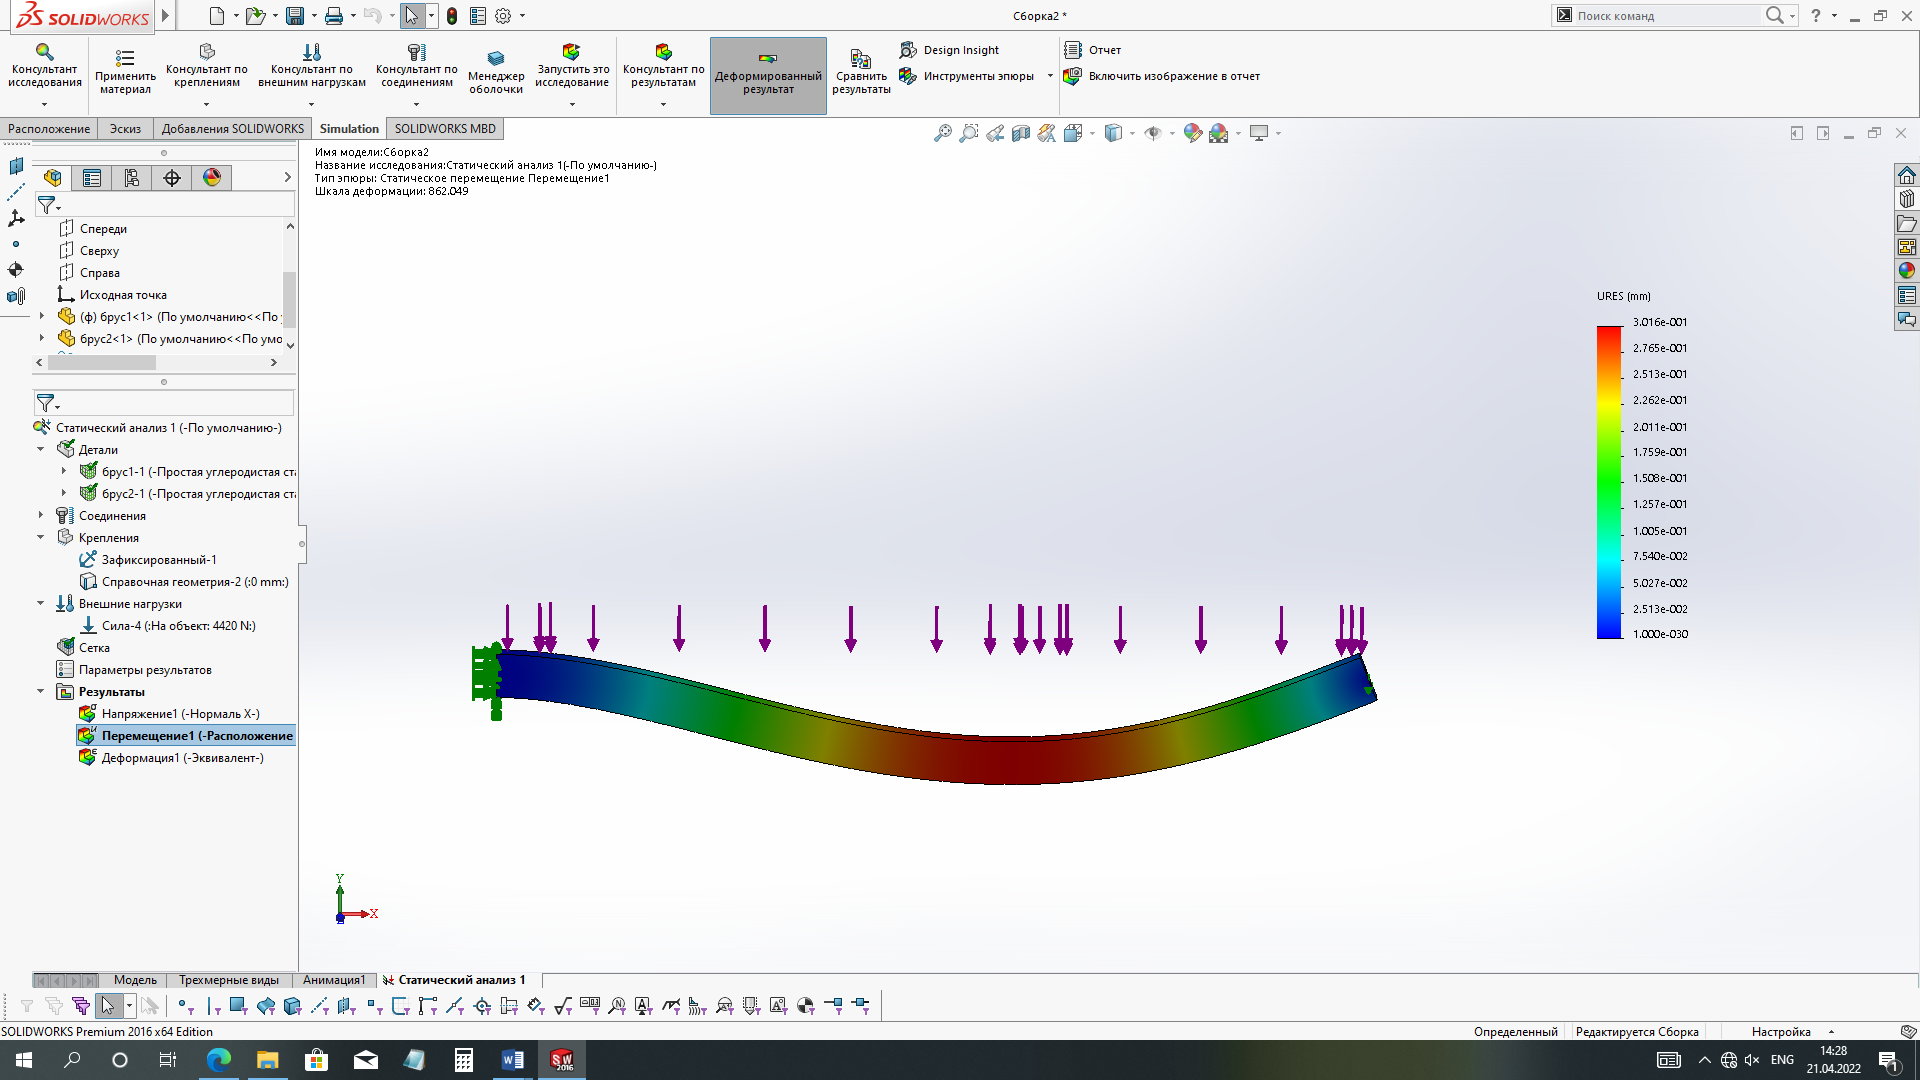 SOLIDWORKS
Сборка2 *
Поиск команд
Консультант исследования
Применить материал
Консультант по креплениям
Консультант по внешним нагрузкам
Консультант по соединениям
Менеджер оболочки
Запустить это исследование
Консультант по результатам
Деформированный результат
Сравнить результаты
Design Insight
Инструменты эпюры
Отчет
Включить изображение в отчет
Расположение
Эскиз
Добавления SOLIDWORKS
Simulation
SOLIDWORKS MBD
Имя модели:Сборка2
Название исследования:Статический анализ 1(-По умолчанию-)
Тип эпюры: Статическое перемещение Перемещение1
Шкала деформации: 862.049
Спереди
Сверху
Справа
Исходная точка
(ф) брус1<1> (По умолчанию<<По
брус2<1> (По умолчанию<<По умо
Статический анализ 1 (-По умолчанию-)
Детали
брус1-1 (-Простая углеродистая ст
брус2-1 (-Простая углеродистая ст
Соединения
Крепления
Зафиксированный-1
Справочная геометрия-2 (:0 mm:)
Внешние нагрузки
Сила-4 (:На объект: 4420 N:)
Сетка
Параметры результатов
Результаты
Напряжение1 (-Нормаль X-)
Перемещение1 (-Расположение
Деформация1 (-Эквивалент-)
URES (mm)
3.016e-001
2.765e-001
2.513e-001
2.262e-001
2.011e-001
1.759e-001
1.508e-001
1.257e-001
1.005e-001
7.540e-002
5.027e-002
2.513e-002
1.000e-030
Y
X
Z
Модель
Трехмерные виды
Анимация1
Статический анализ 1
SOLIDWORKS Premium 2016 x64 Edition
Определенный
Редактируется Сборка
Настройка
ENG
14:28
21.04.2022
1